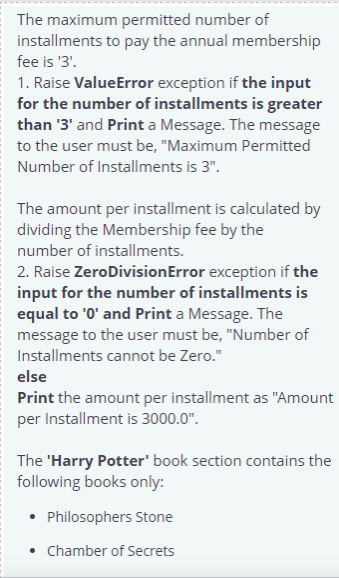 The maximum permitted number of
installments to pay the annual membership
fee is '3'.
1. Raise ValueError exception if the input
for the number of installments is greater
than '3' and Print a Message. The message
to the user must be, "Maximum Permitted
Number of Installments is 3".
The amount per installment is calculated by
dividing the Membership fee by the
number of installments.
2. Raise ZeroDivisionError exception if the
input for the number of installments is
equal to '0' and Print a Message. The
message to the user must be, "Number of
Installments cannot be Zero."
else
Print the amount per installment as "Amount
per Installment is 3000.0".
The 'Harry Potter' book section contains the
following books only:
• Philosophers Stone
• Chamber of Secrets